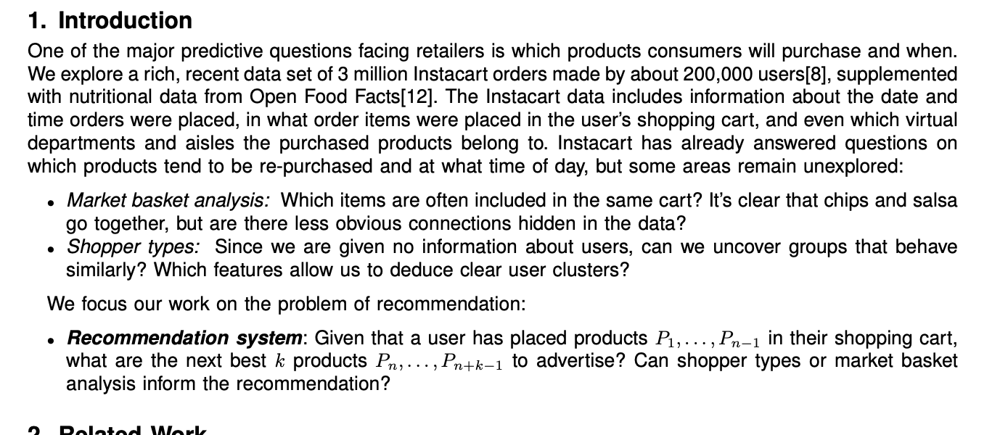 1. Introduction
One of the major predictive questions facing retailers is which products consumers will purchase and when.
We explore a rich, recent data set of 3 million Instacart orders made by about 200,000 users[8], supplemented
with nutritional data from Open Food Facts[12]. The Instacart data includes information about the date and
time orders were placed, in what order items were placed in the user's shopping cart, and even which virtual
departments and aisles the purchased products belong to. Instacart has already answered questions on
which products tend to be re-purchased and at what time of day, but some areas remain unexplored:
• Market basket analysis: Which items are often included in the same cart? It's clear that chips and salsa
go together, but are there less obvious connections hidden in the data?
• Shopper types: Since we are given no information about users, can we uncover groups that behave
similarly? Which features allow us to deduce clear user clusters?
We focus our work on the problem of recommendation:
• Recommendation system: Given that a user has placed products P₁, . . . , Pₙ₋₁ in their shopping cart,
what are the next best k products Pₙ, . . . , Pₙ₊ₖ₋₁ to advertise? Can shopper types or market basket
analysis inform the recommendation?
2. Related Work